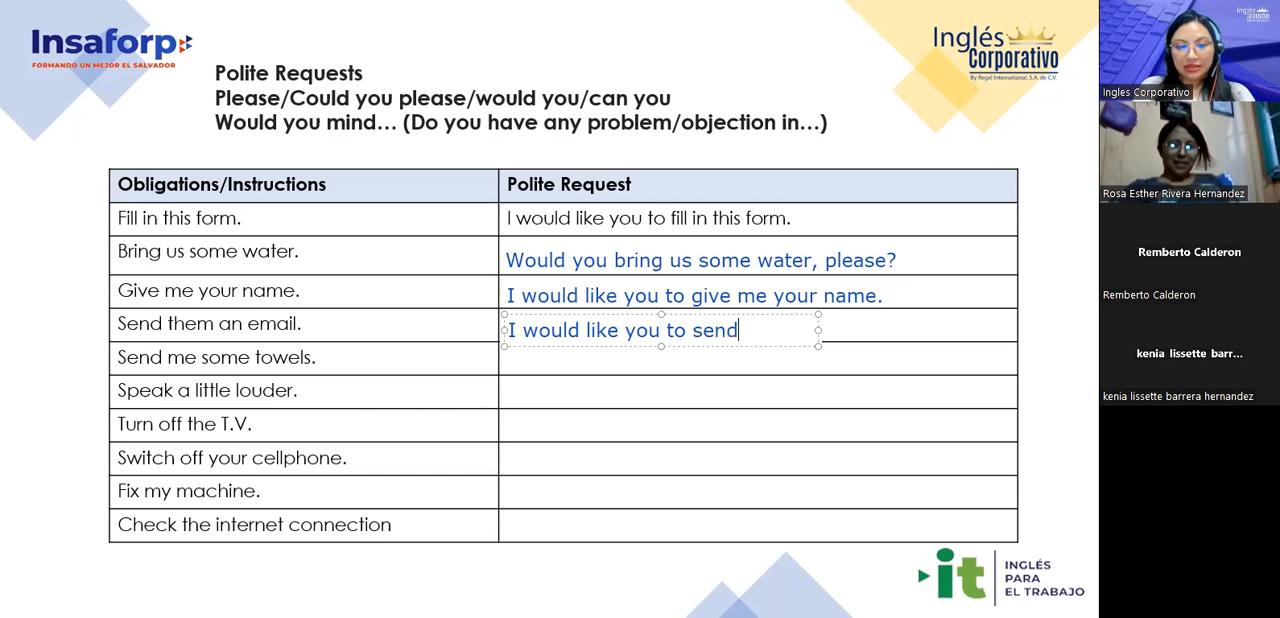 Insaforp
FORMANDO UN MEJOR EL SALVADOR
Inglés
Corporativo
By Regal International, S.A. de C.V.
Polite Requests
Please/Could you please/would you/can you
Would you mind... (Do you have any problem/objection in...)
Obligations/Instructions
Polite Request
Fill in this form.
I would like you to fill in this form.
Bring us some water.
Would you bring us some water, please?
Give me your name.
I would like you to give me your name.
Send them an email.
I would like you to send
Send me some towels.
Speak a little louder.
Turn off the T.V.
Switch off your cellphone.
Fix my machine.
Check the internet connection
it
INGLÉS
PARA
EL TRABAJO
Inglés
Corporativo
Ingles Corporativo
Rosa Esther Rivera Hernandez
Remberto Calderon
Remberto Calderon
kenia lissette barr...
kenia lissette barrera hernandez